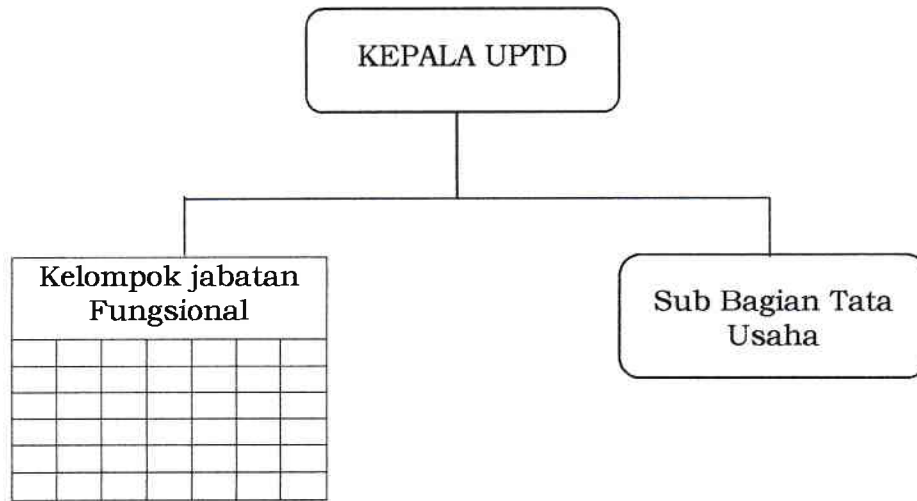 KEPALA UPTD
Kelompok jabatan
Fungsional
Sub Bagian Tata
Usaha